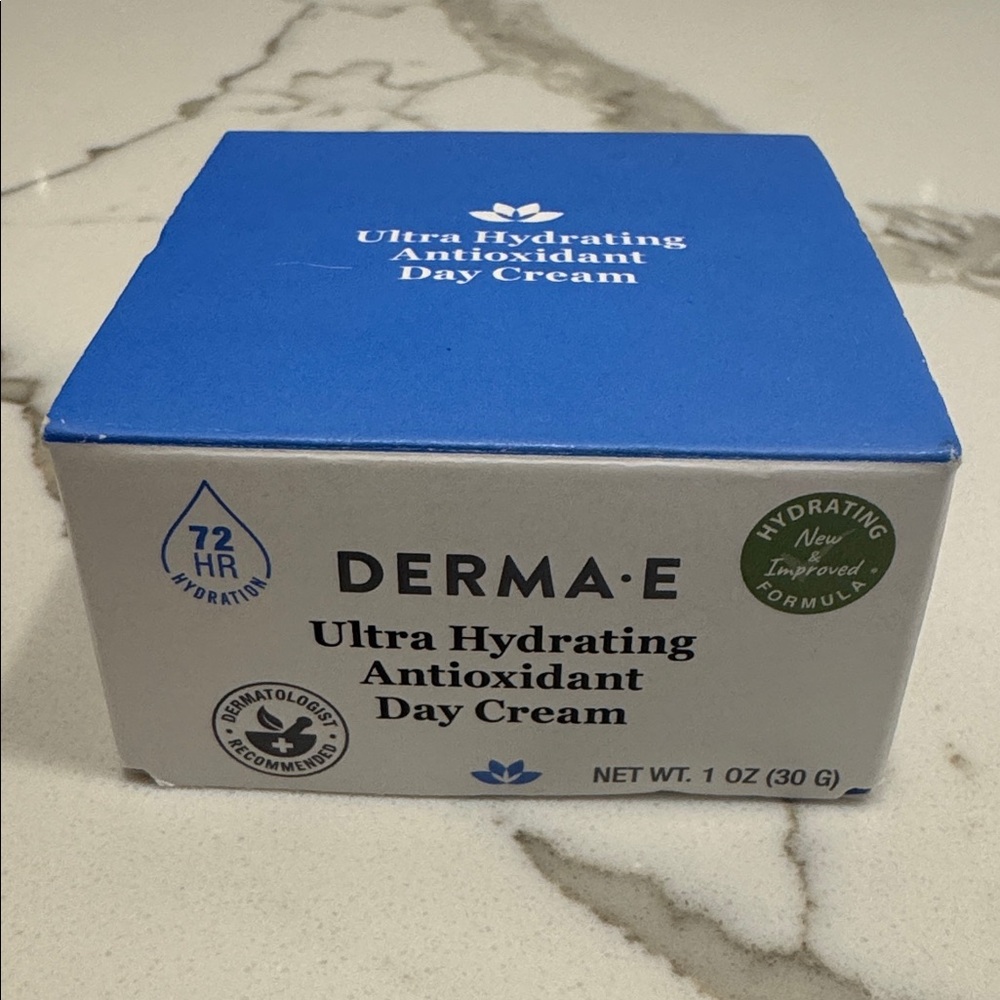 Ultra Hydrating
Antioxidant
Day Cream
72
HR
HYDRATION
DERMA·E
HYDRATING
New
&
Improved
FORMULA
Ultra Hydrating
Antioxidant
Day Cream
DERMATOLOGIST
RECOMMENDED
NET WT. 1 OZ (30 G)